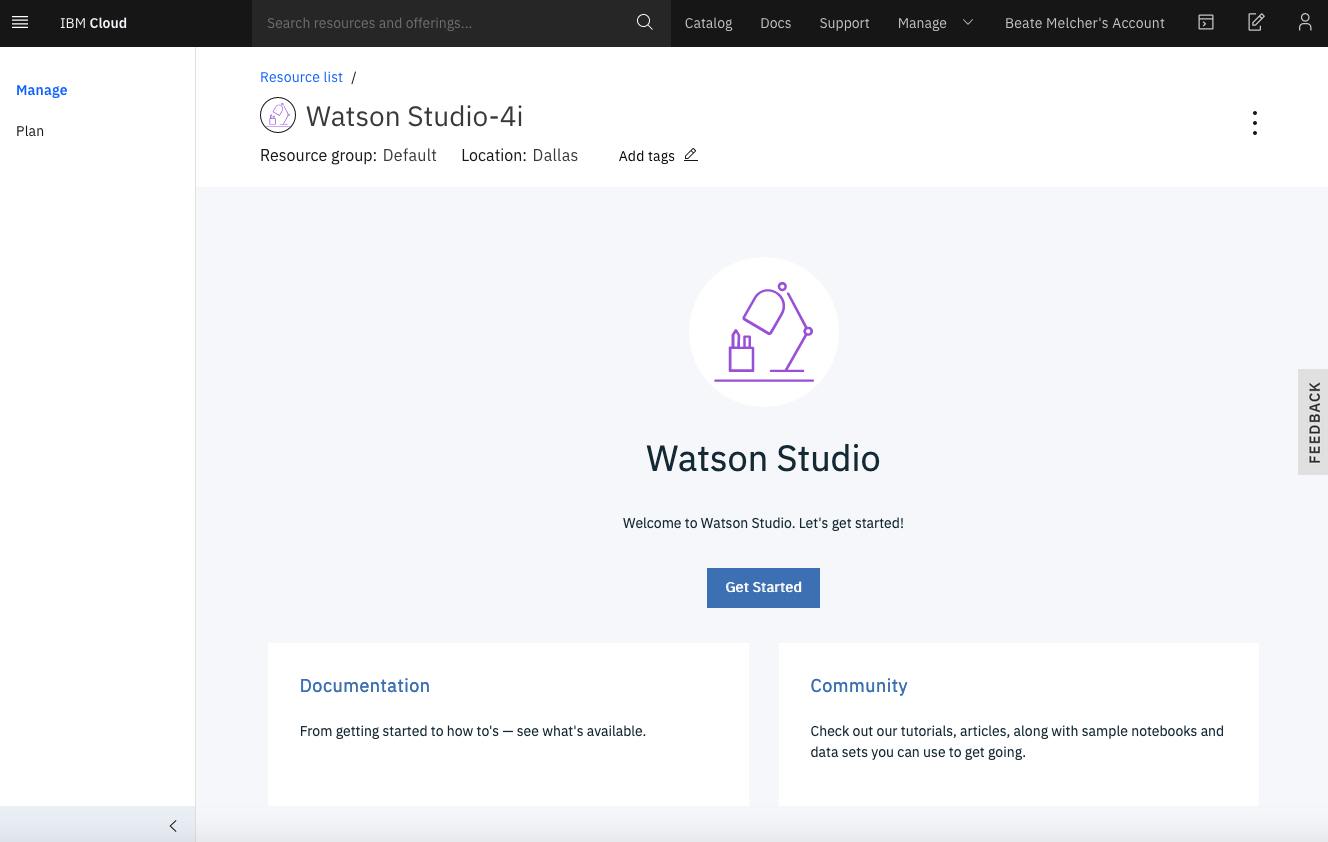 IBM Cloud
Search resources and offerings...
Catalog
Docs
Support
Manage
Beate Melcher's Account
Manage
Plan
Resource list /
Watson Studio-4i
Resource group: Default Location: Dallas Add tags
FEEDBACK
Watson Studio
Welcome to Watson Studio. Let's get started!
Get Started
Documentation
From getting started to how to's — see what's available.
Community
Check out our tutorials, articles, along with sample notebooks and
data sets you can use to get going.